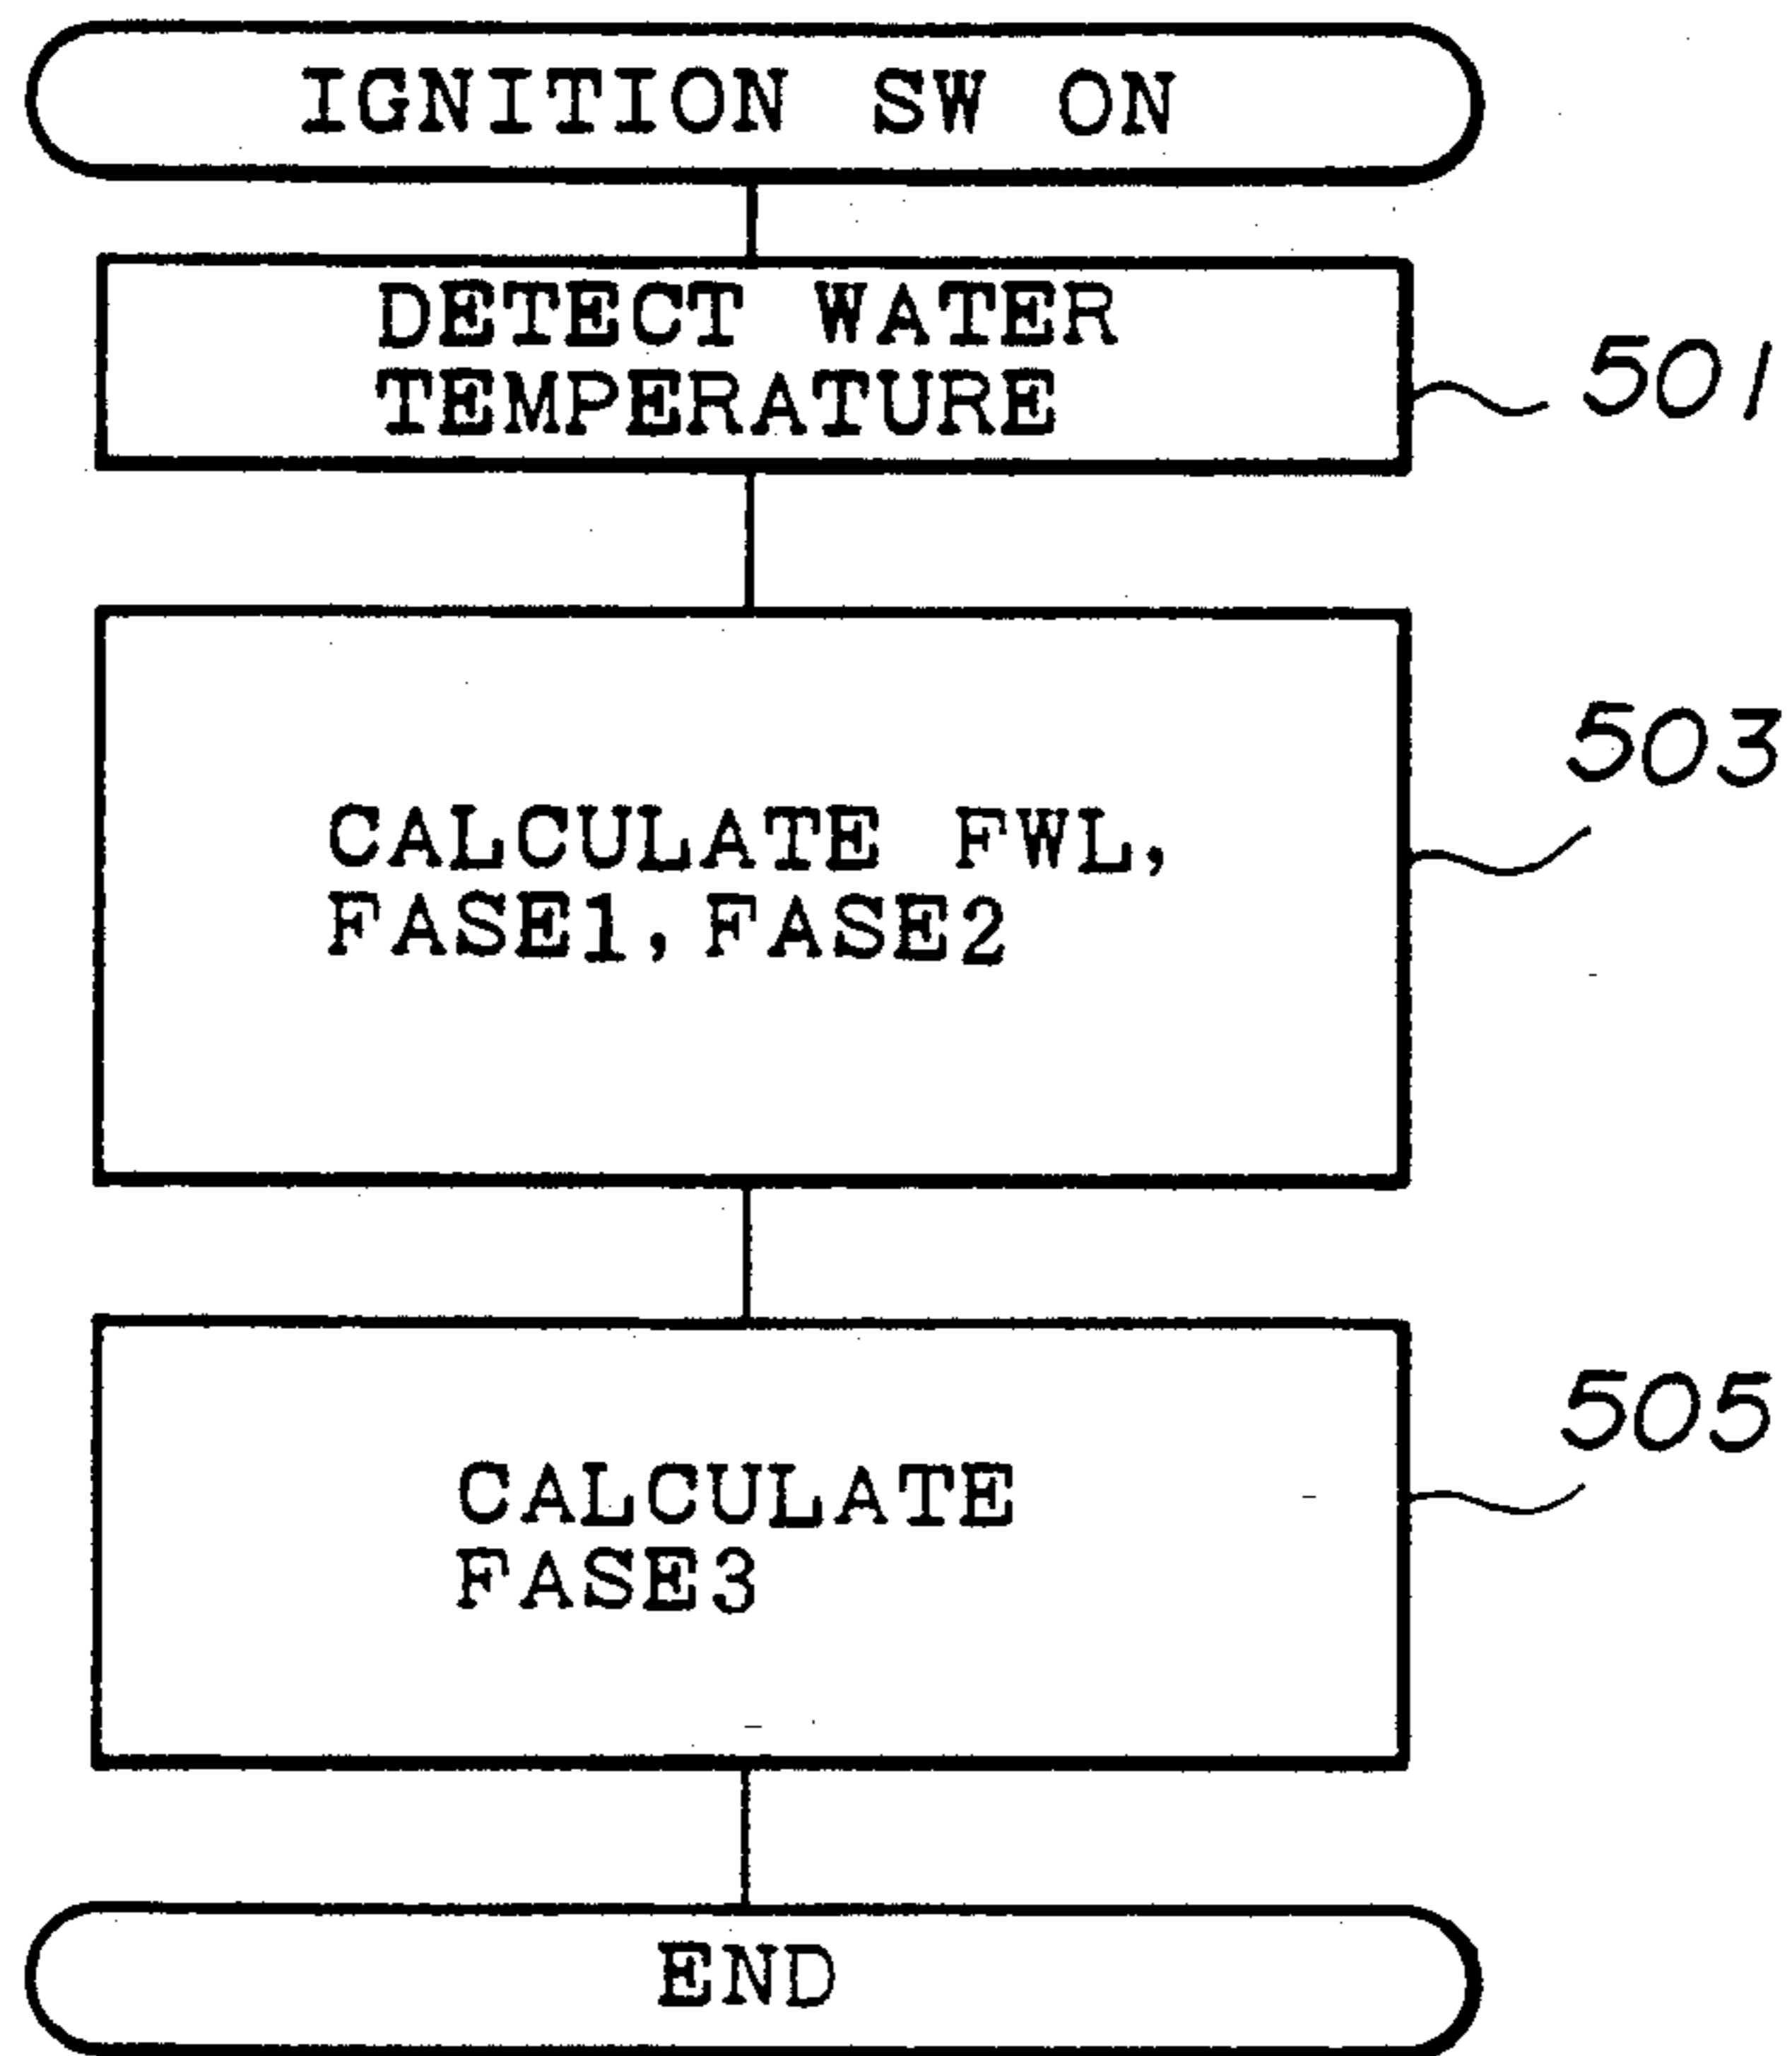 IGNITION SW ON
DETECT WATER
TEMPERATURE
501
CALCULATE FWL,
FASE1, FASE2
503
CALCULATE
FASE3
505
END